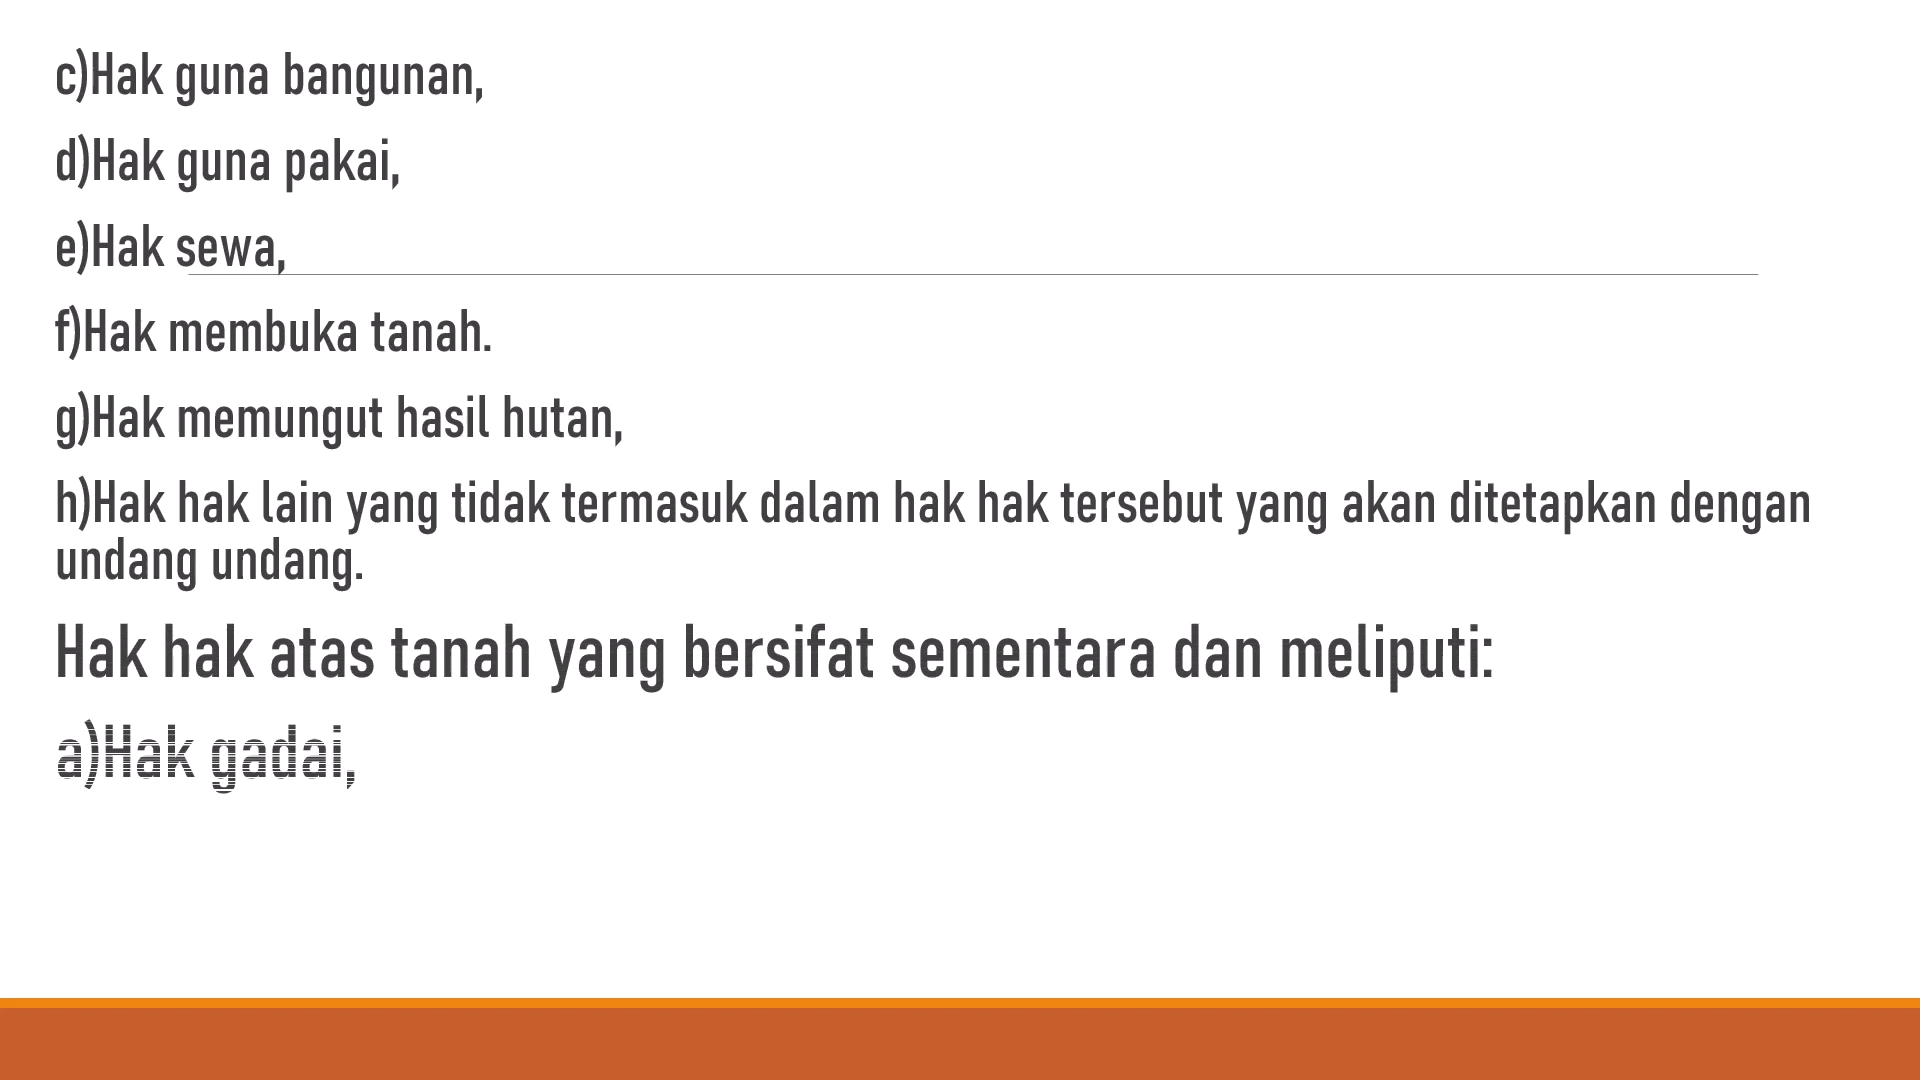 c)Hak guna bangunan,
d)Hak guna pakai,
e)Hak sewa,
f)Hak membuka tanah.
g)Hak memungut hasil hutan,
h)Hak hak lain yang tidak termasuk dalam hak hak tersebut yang akan ditetapkan dengan
undang undang.
Hak hak atas tanah yang bersifat sementara dan meliputi:
a)Hak gadai,